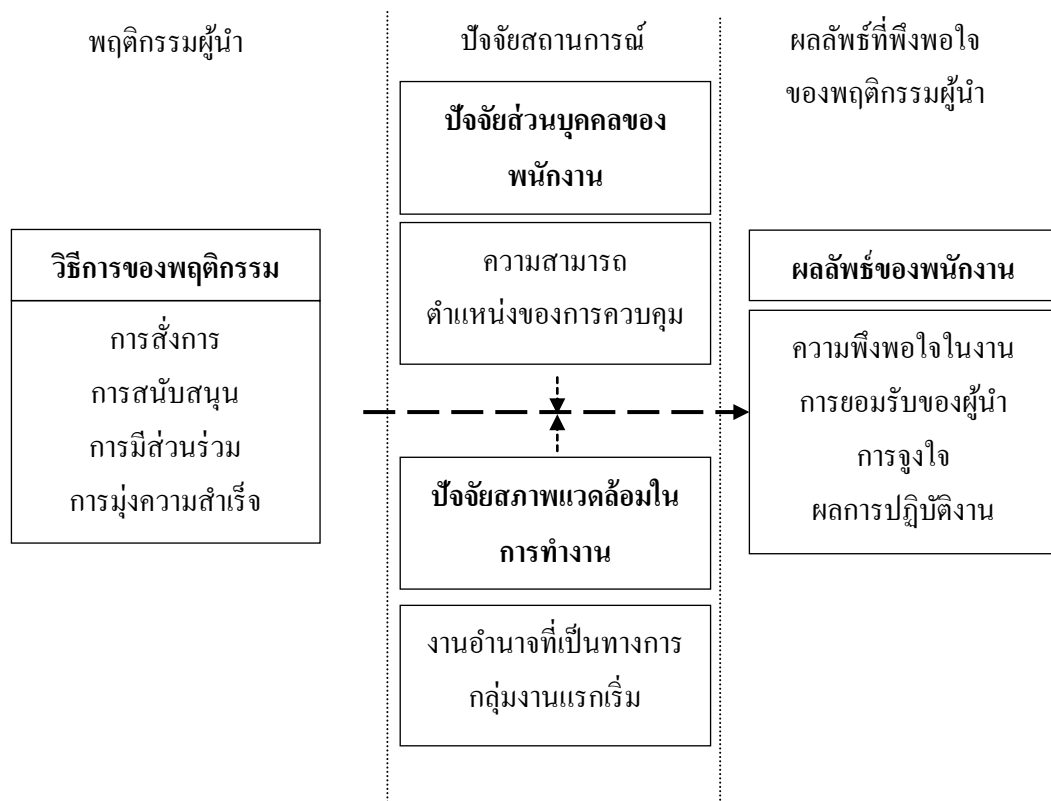 พฤติกรรมผู้นำ
วิธีการของพฤติกรรม
การสั่งการ
การสนับสนุน
การมีส่วนร่วม
การมุ่งความสำเร็จ
ปัจจัยสถานการณ์
ปัจจัยส่วนบุคคลของ
พนักงาน
ความสามารถ
ตำแหน่งของการควบคุม
ปัจจัยสภาพแวดล้อมใน
การทำงาน
งานอำนาจที่เป็นทางการ
กลุ่มงานแรกเริ่ม
ผลลัพธ์ที่พึงพอใจ
ของพฤติกรรมผู้นำ
ผลลัพธ์ของพนักงาน
ความพึงพอใจในงาน
การยอมรับของผู้นำ
การจูงใจ
ผลการปฏิบัติงาน